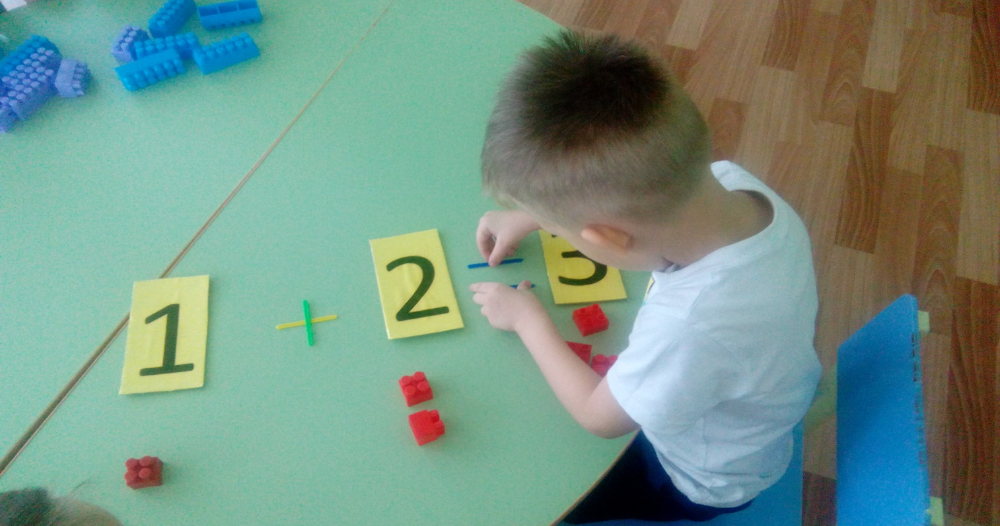 1 + 2 = 3